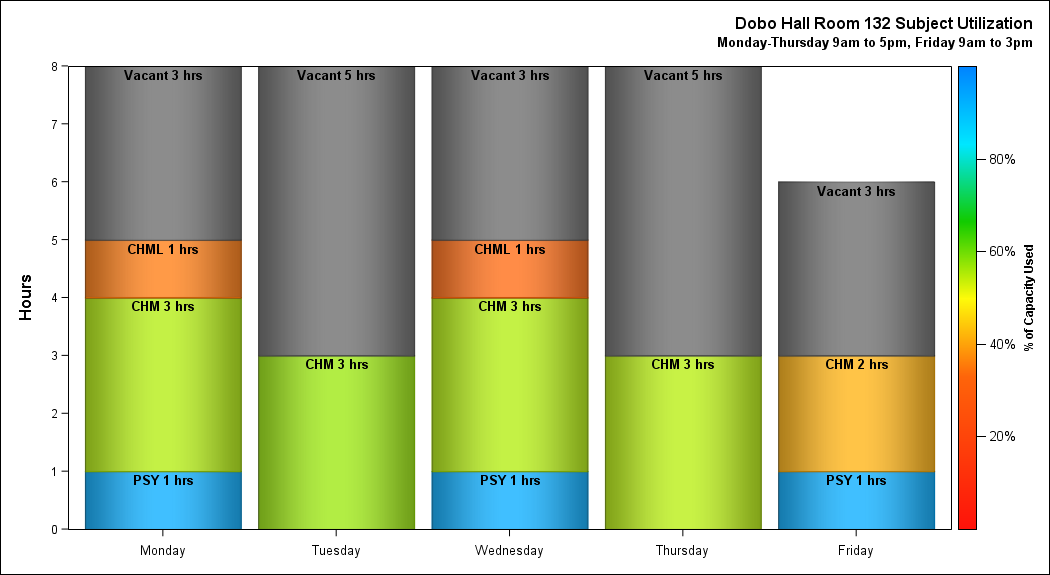 Dobo Hall Room 132 Subject Utilization
Monday-Thursday 9am to 5pm, Friday 9am to 3pm
8
7
6
5
4
3
2
1
0
Hours
Vacant 3 hrs
CHML 1 hrs
CHM 3 hrs
PSY 1 hrs
Monday
Vacant 5 hrs
CHM 3 hrs
Tuesday
Vacant 3 hrs
CHML 1 hrs
CHM 3 hrs
PSY 1 hrs
Wednesday
Vacant 5 hrs
CHM 3 hrs
Thursday
Vacant 3 hrs
CHM 2 hrs
PSY 1 hrs
Friday
80%
60%
40%
20%
% of Capacity Used